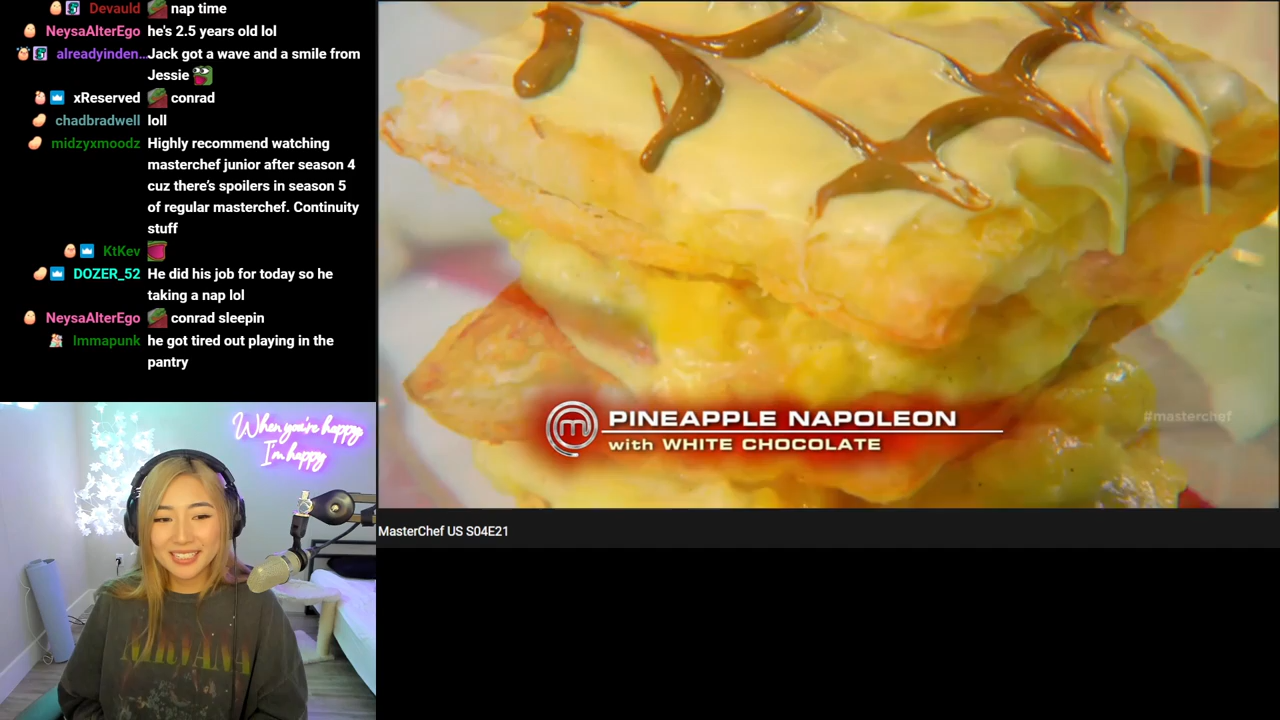 Devauld nap time
NeysaAlterEgo he's 2.5 years old lol
alreadyinden... Jack got a wave and a smile from
Jessie
xReserved conrad
chadbradwell loll
midzyxmoodz Highly recommend watching
masterchef junior after season 4
cuz there's spoilers in season 5
of regular masterchef. Continuity
stuff
KtKev
DOZER_52 He did his job for today so he
taking a nap lol
NeysaAlterEgo conrad sleepin
Immapunk he got tired out playing in the
pantry
When you're happy
I'm happy
NIRVANA
PINEAPPLE NAPOLEON
with WHITE CHOCOLATE
#masterchef
MasterChef US S04E21